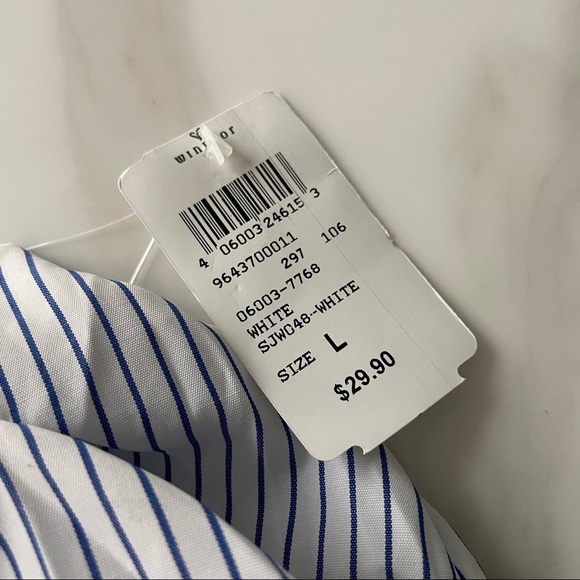 windsor
4 06003 24615 3
9643700011
297 106
06003-7768
WHITE
SJW048-WHITE
SIZE L
$29.90